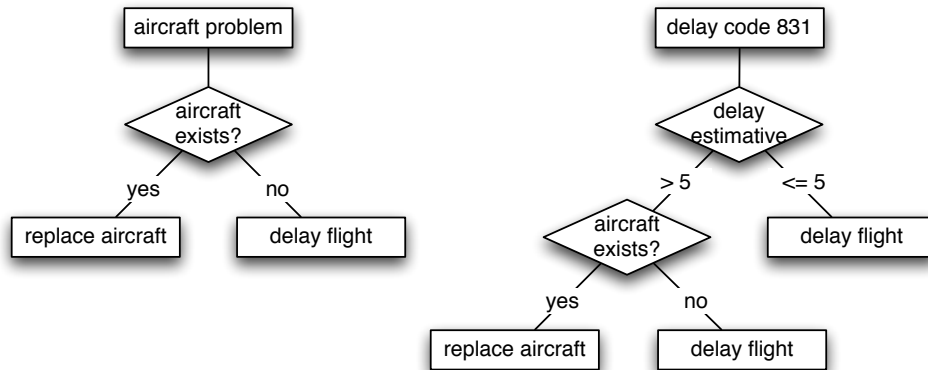 aircraft problem
aircraft
exists?
yes
no
replace aircraft
delay flight
delay code 831
delay
estimative
> 5
<= 5
aircraft
exists?
delay flight
yes
no
replace aircraft
delay flight